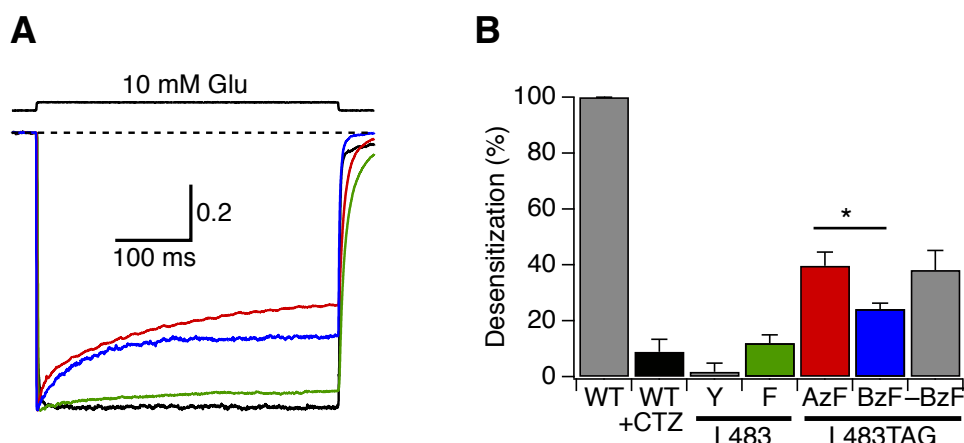 A
10 mM Glu
0.2
100 ms
B
Desensitization (%)
100
80
60
40
20
0
*
WT WT Y F AzF BzF –BzF
+CTZ
L483 L483TAG